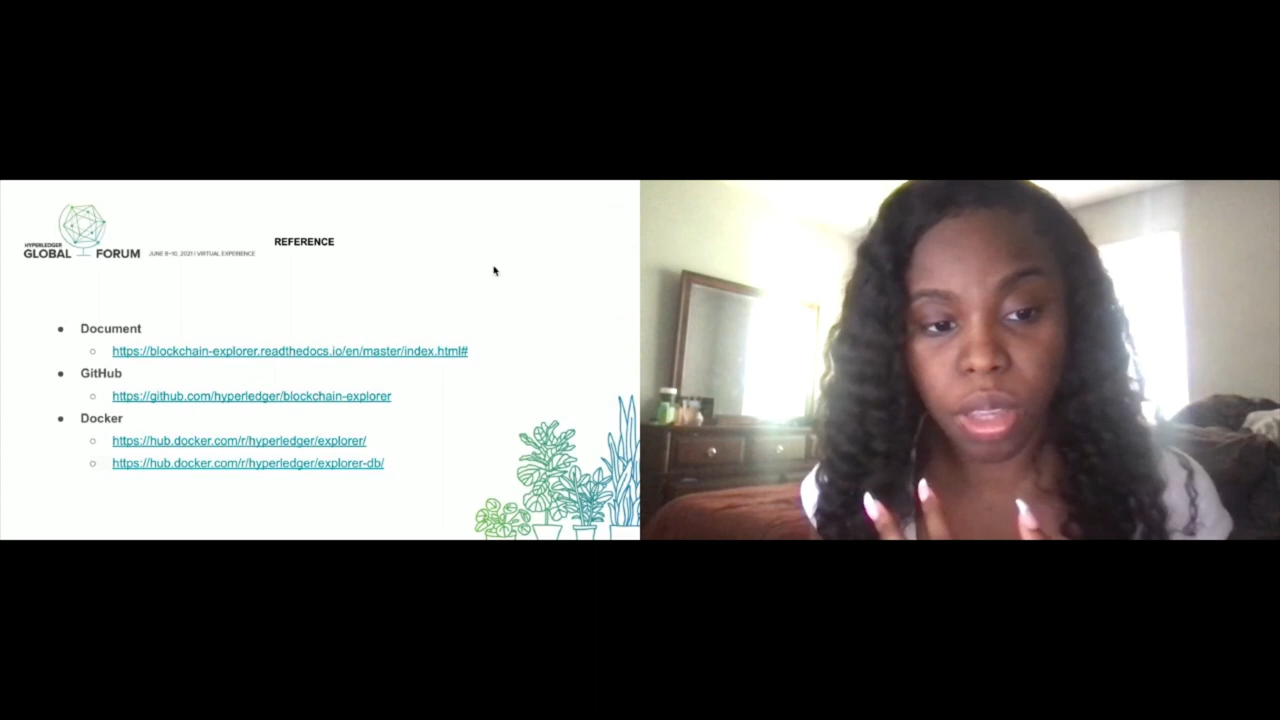 HYPERLEDGER
GLOBAL FORUM JUNE 8-10, 2021 | VIRTUAL EXPERIENCE
REFERENCE
● Document
○ https://blockchain-explorer.readthedocs.io/en/master/index.html#
● GitHub
○ https://github.com/hyperledger/blockchain-explorer
● Docker
○ https://hub.docker.com/r/hyperledger/explorer/
○ https://hub.docker.com/r/hyperledger/explorer-db/